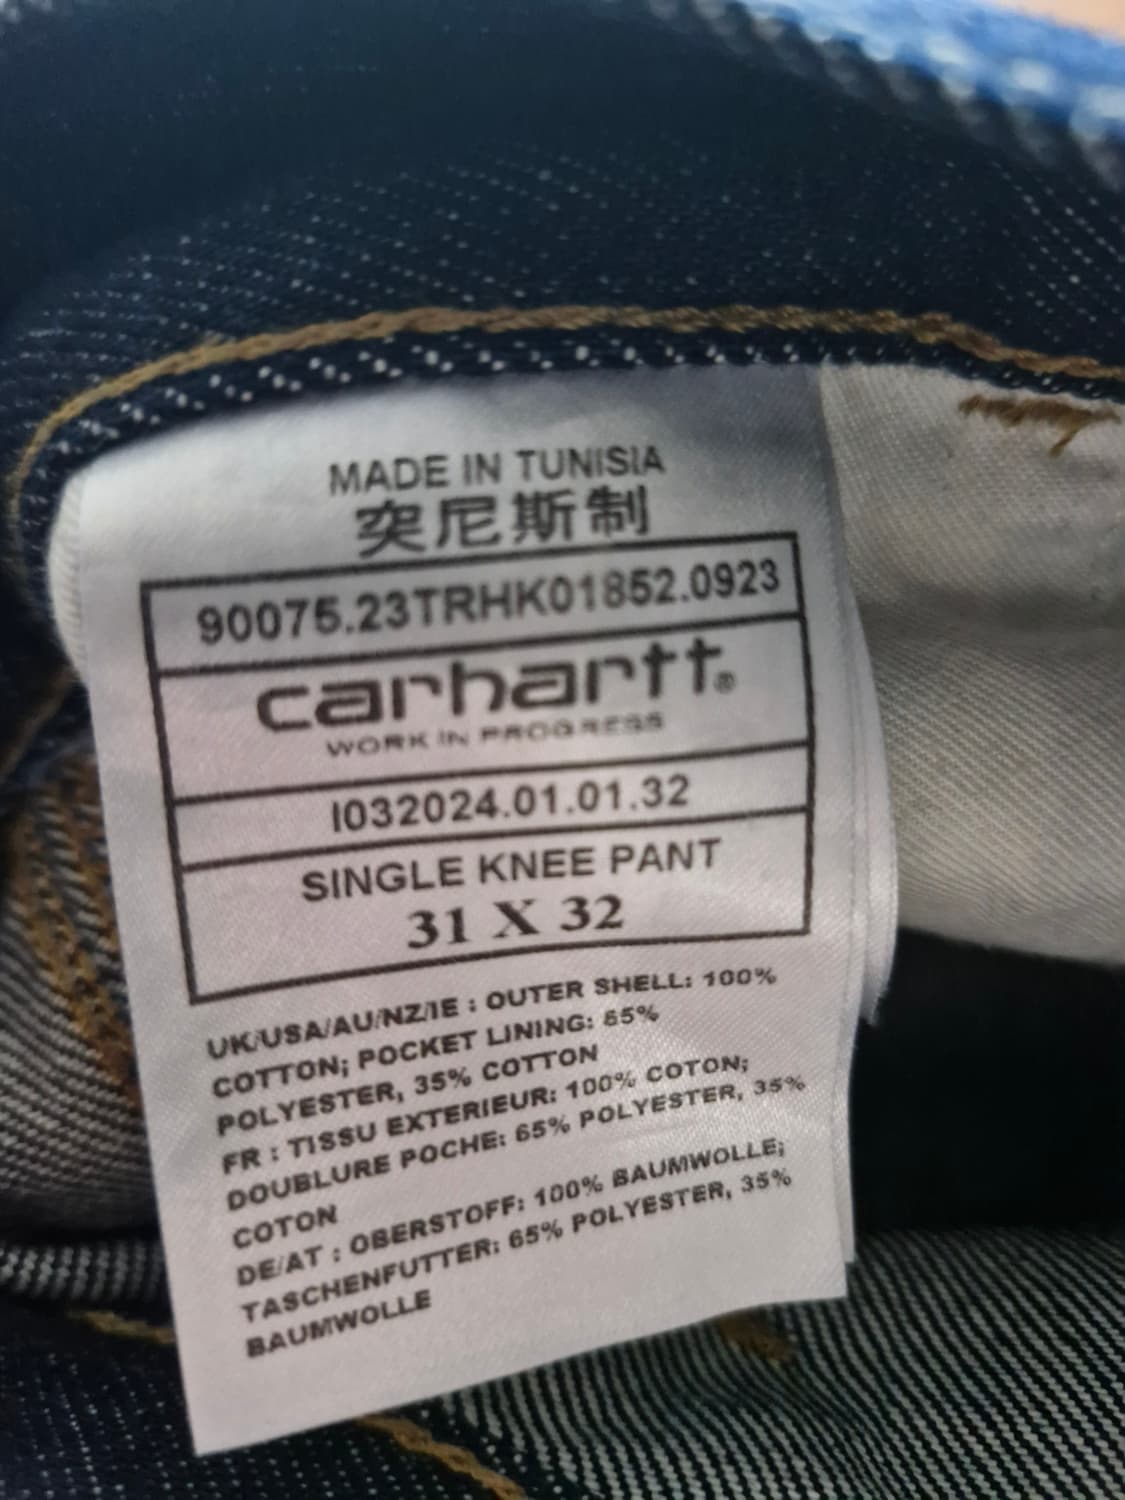 MADE IN TUNISIA
突尼斯制
90075.23TRHK01852.0923
carhartt®
WORK IN PROGRESS
I032024.01.01.32
SINGLE KNEE PANT
31 X 32
UK/USA/AU/NZ/IE : OUTER SHELL: 100%
COTTON; POCKET LINING: 65%
POLYESTER, 35% COTTON
FR : TISSU EXTERIEUR: 100% COTON;
DOUBLURE POCHE: 65% POLYESTER, 35%
COTON
DE/AT : OBERSTOFF: 100% BAUMWOLLE;
TASCHENFUTTER: 65% POLYESTER, 35%
BAUMWOLLE